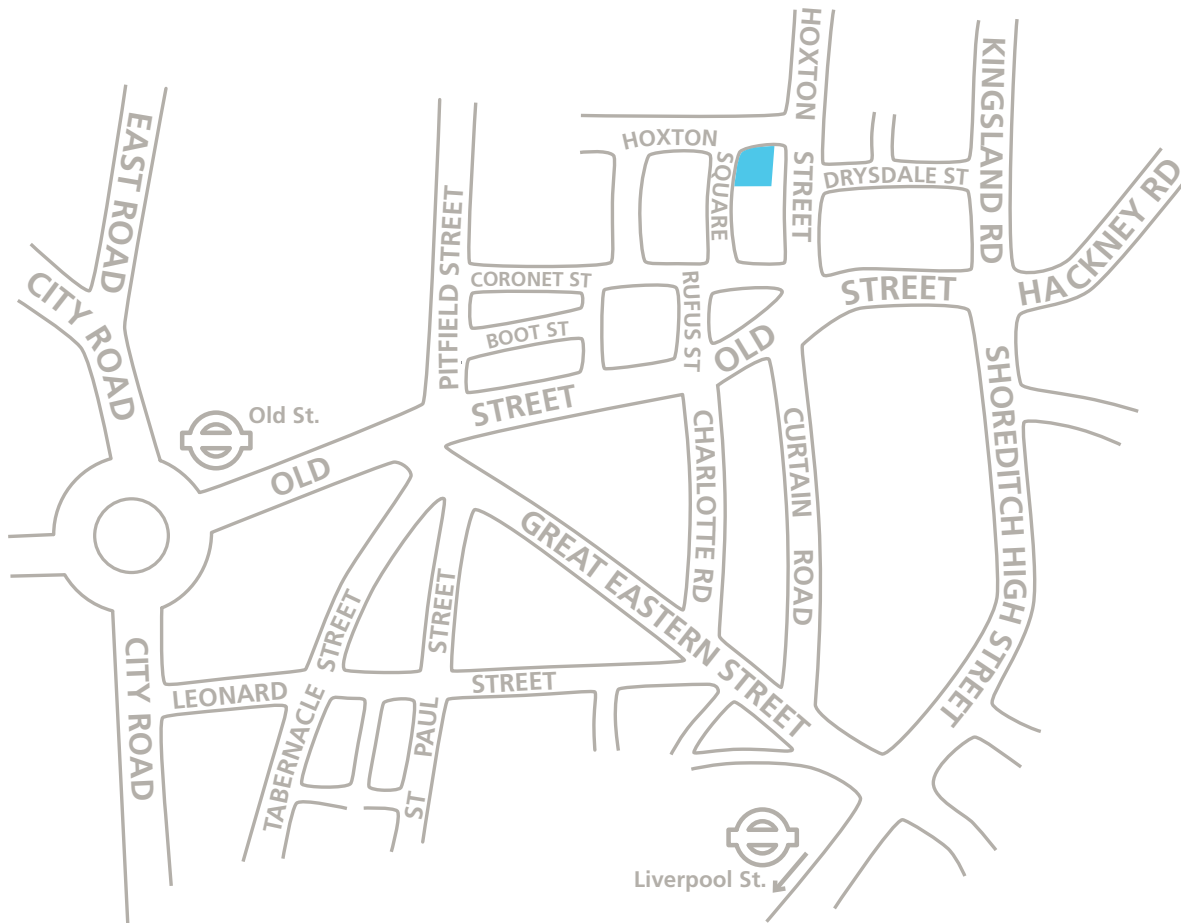 HOXTON
STREET
KINGSLAND RD
EAST ROAD
HOXTON
SQUARE
DRYSDALE ST
HACKNEY RD
CITY ROAD
PITFIELD STREET
CORONET ST
RUFUS ST
STREET
BOOT ST
OLD
STREET
SHOREDITCH HIGH STREET
Old St.
OLD
CHARLOTTE RD
CURTAIN ROAD
GREAT EASTERN STREET
CITY ROAD
LEONARD
STREET
TABERNACLE STREET
ST PAUL STREET
Liverpool St.